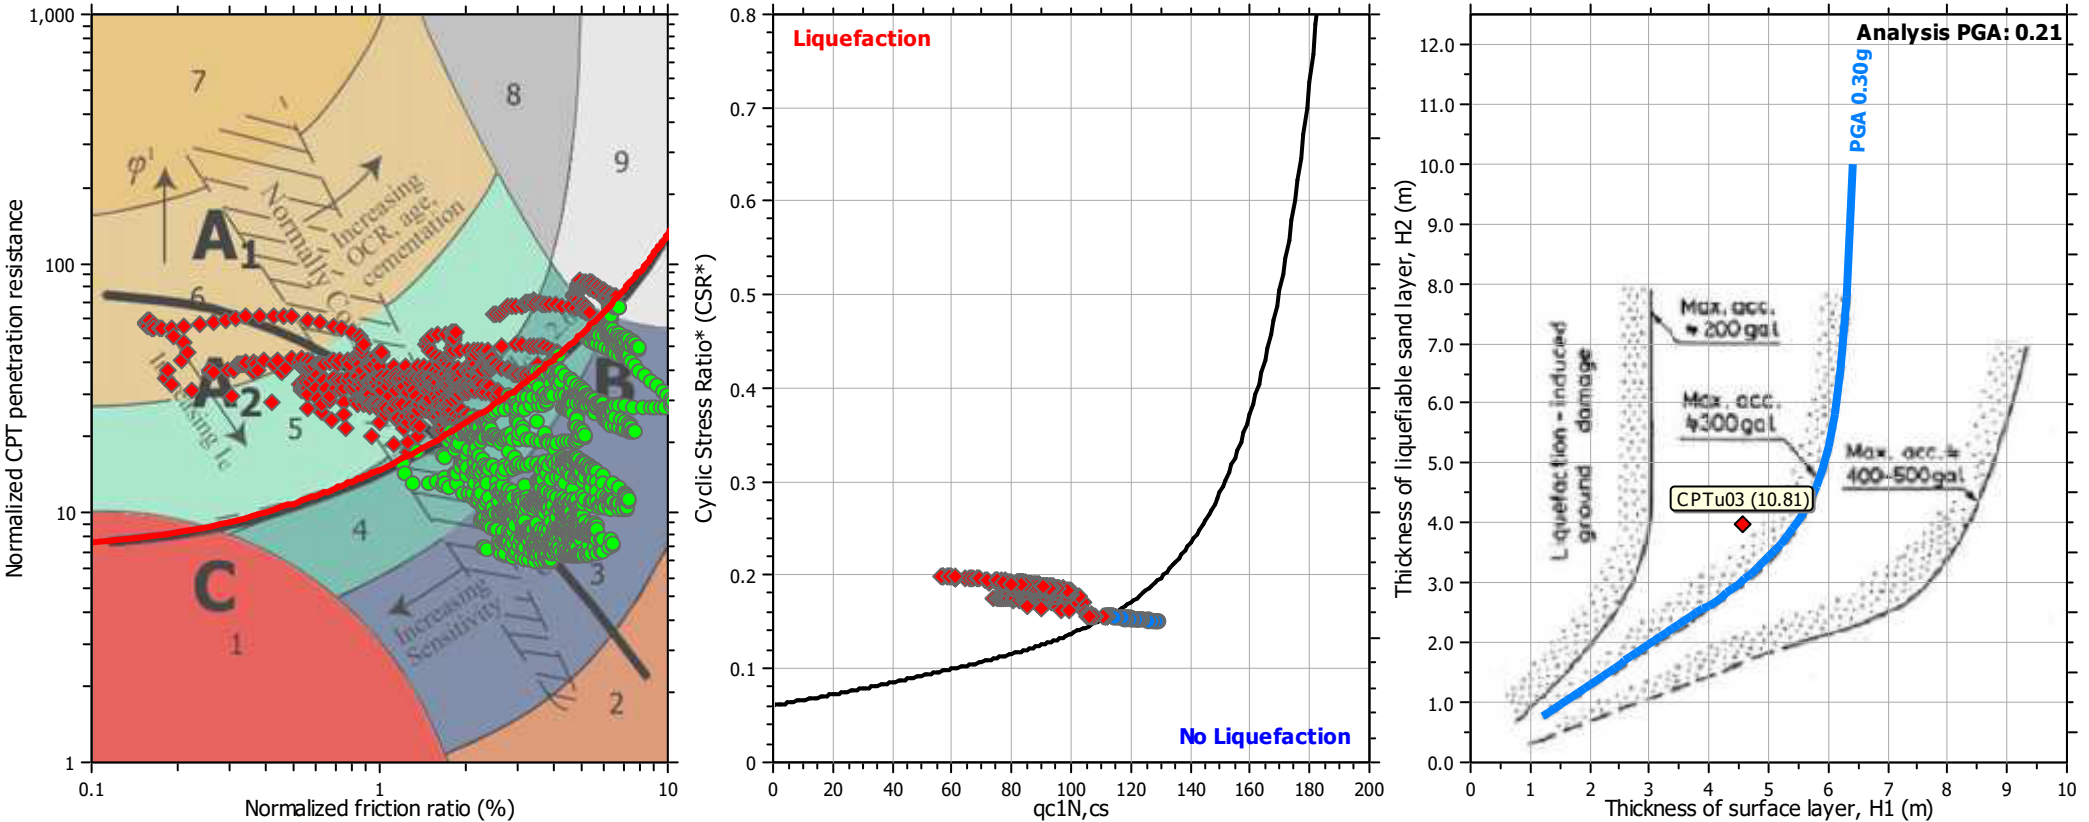 1,000
100
10
1
Normalized CPT penetration resistance
0.1
1
10
Normalized friction ratio (%)
7
8
9
φ'
A1
6
A2
5
B
4
C
3
1
2
Normally
Increasing
OCR, age,
cementation
Increasing
Sensitivity
0.8
0.7
0.6
0.5
0.4
0.3
0.2
0.1
0
Cyclic Stress Ratio* (CSR*)
Liquefaction
No Liquefaction
0
20
40
60
80
100
120
140
160
180
200
qc1N,cs
12.0
11.0
10.0
9.0
8.0
7.0
6.0
5.0
4.0
3.0
2.0
1.0
0.0
Thickness of liquefiable sand layer, H2 (m)
Analysis PGA: 0.21
PGA 0.30g
Max. acc.
≒ 200 gal
Max. acc.
≒300 gal
Max. acc.≒
400~500 gal
Liquefaction - induced
ground damage
CPTu03 (10.81)
0
1
2
3
4
5
6
7
8
9
10
Thickness of surface layer, H1 (m)